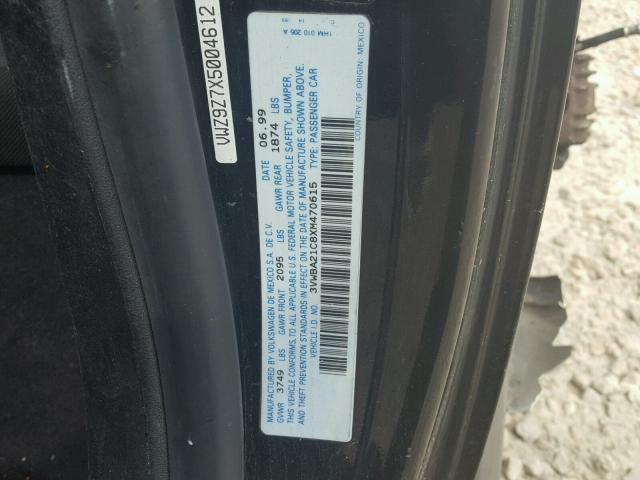 VWZ9Z7X5004612
MANUFACTURED BY VOLKSWAGEN DE MEXICO S.A. DE C.V. DATE 06.99
GVWR 3749 LBS GAWR FRONT 2095 LBS GAWR REAR 1874 LBS
THIS VEHICLE CONFORMS, TO ALL APPLICABLE U.S. FEDERAL MOTOR VEHICLE SAFETY, BUMPER,
AND THEFT PREVENTION STANDARDS IN EFFECT ON THE DATE OF MANUFACTURE SHOWN ABOVE.
VEHICLE I.D. NO. 3VWBA21C8XM470615 TYPE: PASSENGER CAR
1HM 010 206 A
COUNTRY OF ORIGIN: MEXICO